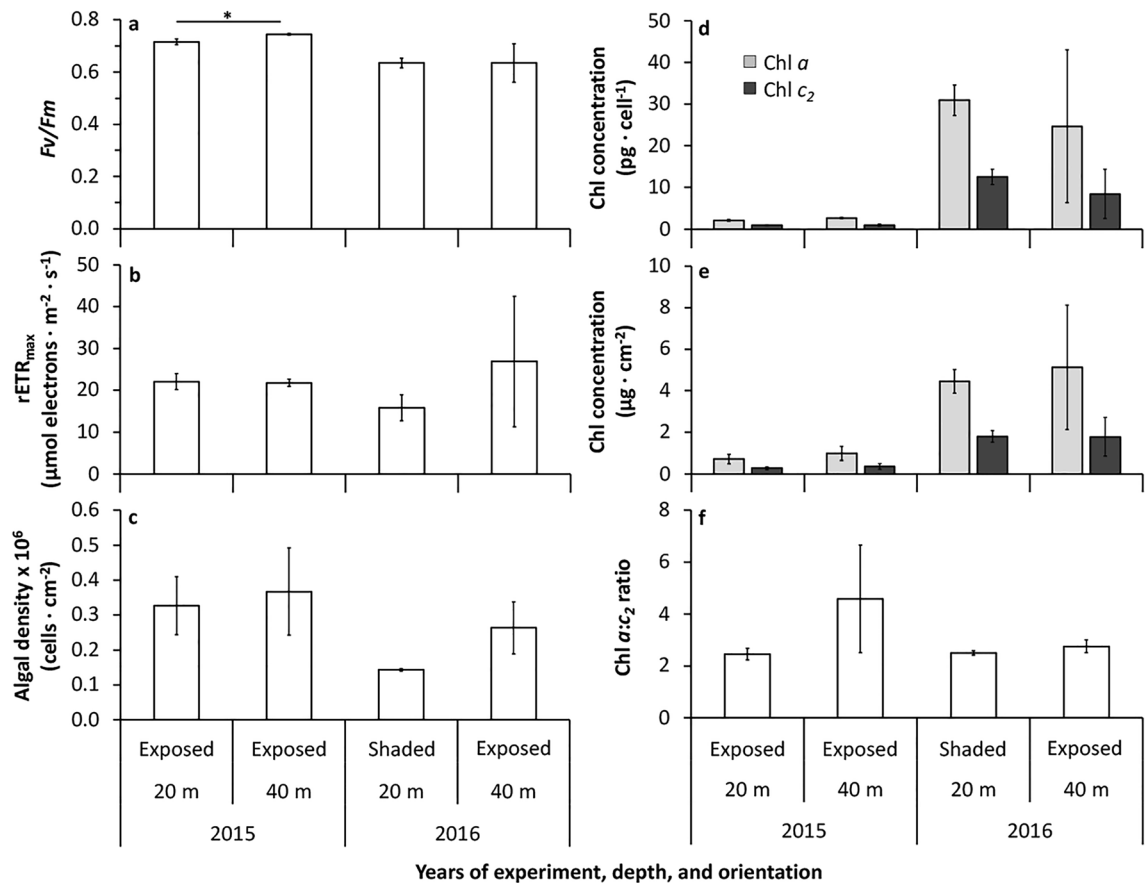 a
*
0.8
0.6
0.4
0.2
0.0
Fv/Fm
b
50
40
30
20
10
0
rETRmax
(µmol electrons · m⁻² · s⁻¹)
c
0.6
0.5
0.4
0.3
0.2
0.1
0.0
Algal density x 10⁶
(cells · cm⁻²)
Exposed Exposed Shaded Exposed
20 m 40 m 20 m 40 m
2015 2016
d
Chl a
Chl c₂
50
40
30
20
10
0
Chl concentration
(pg · cell⁻¹)
e
10
8
6
4
2
0
Chl concentration
(µg · cm⁻²)
f
8
6
4
2
0
Chl a:c₂ ratio
Exposed Exposed Shaded Exposed
20 m 40 m 20 m 40 m
2015 2016
Years of experiment, depth, and orientation